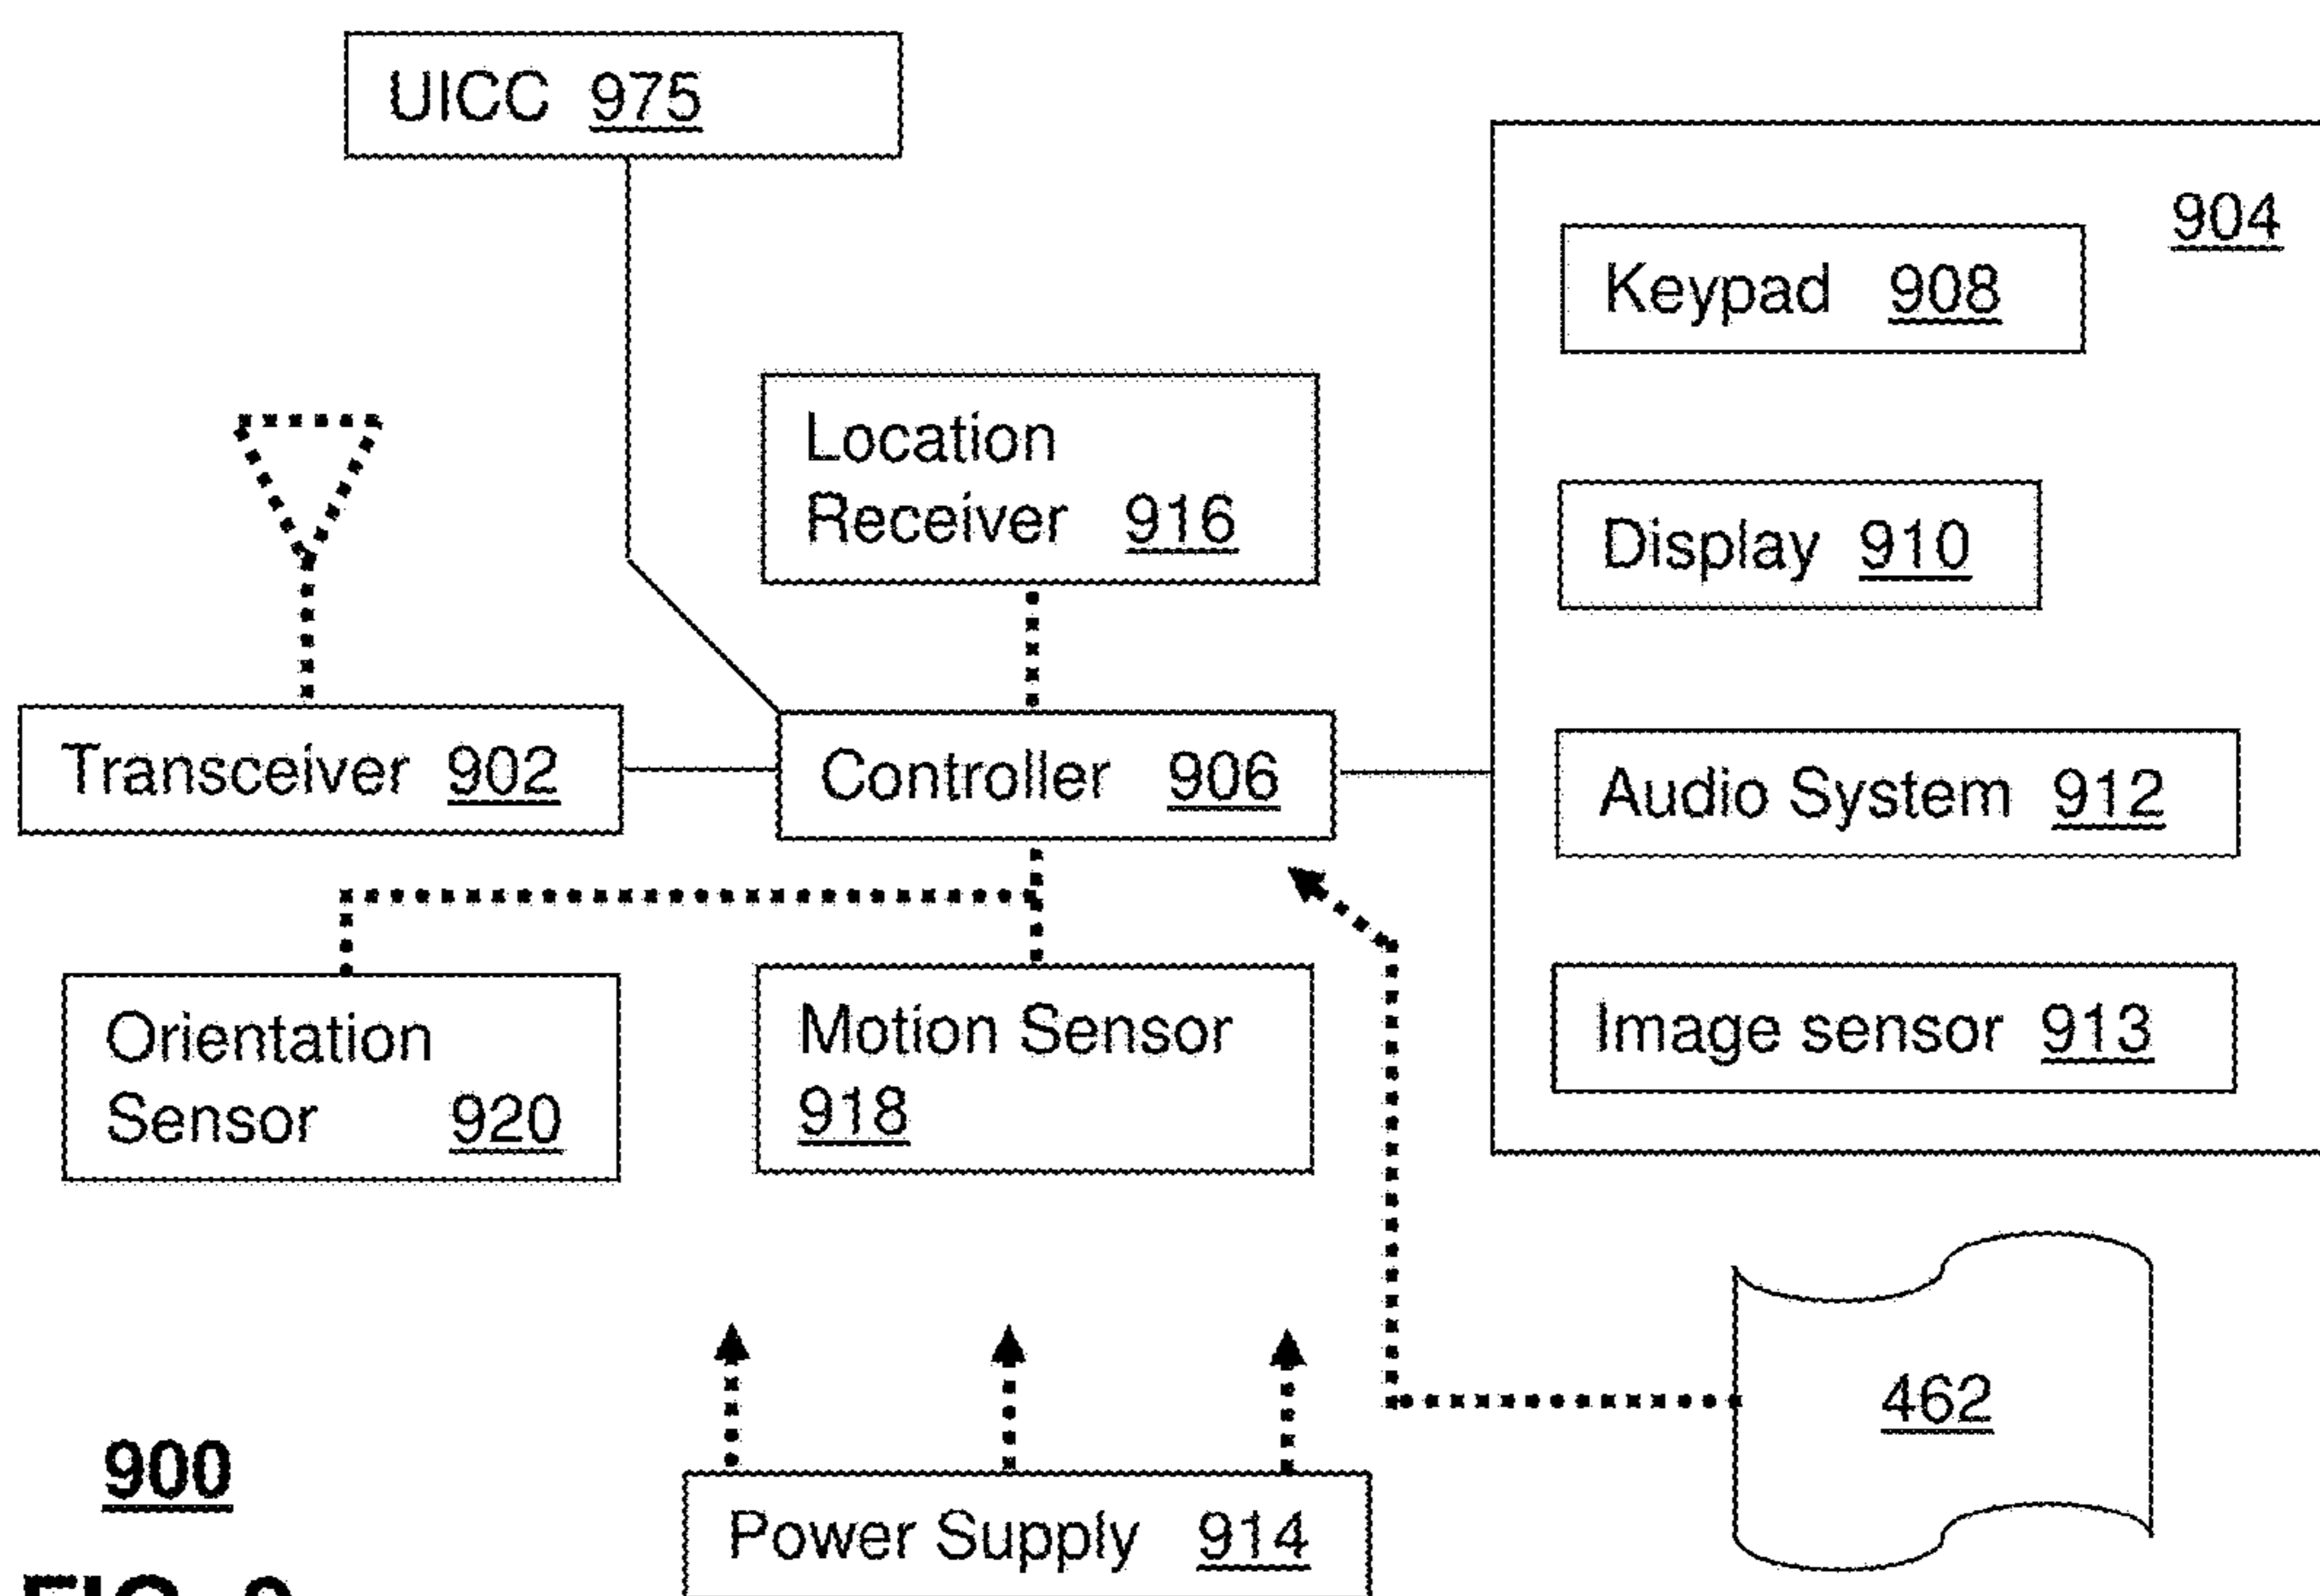 UICC 975
904
Keypad 908
Location
Receiver 916
Display 910
Transceiver 902
Controller 906
Audio System 912
Orientation
Sensor 920
Motion Sensor
918
Image sensor 913
462
900
Power Supply 914